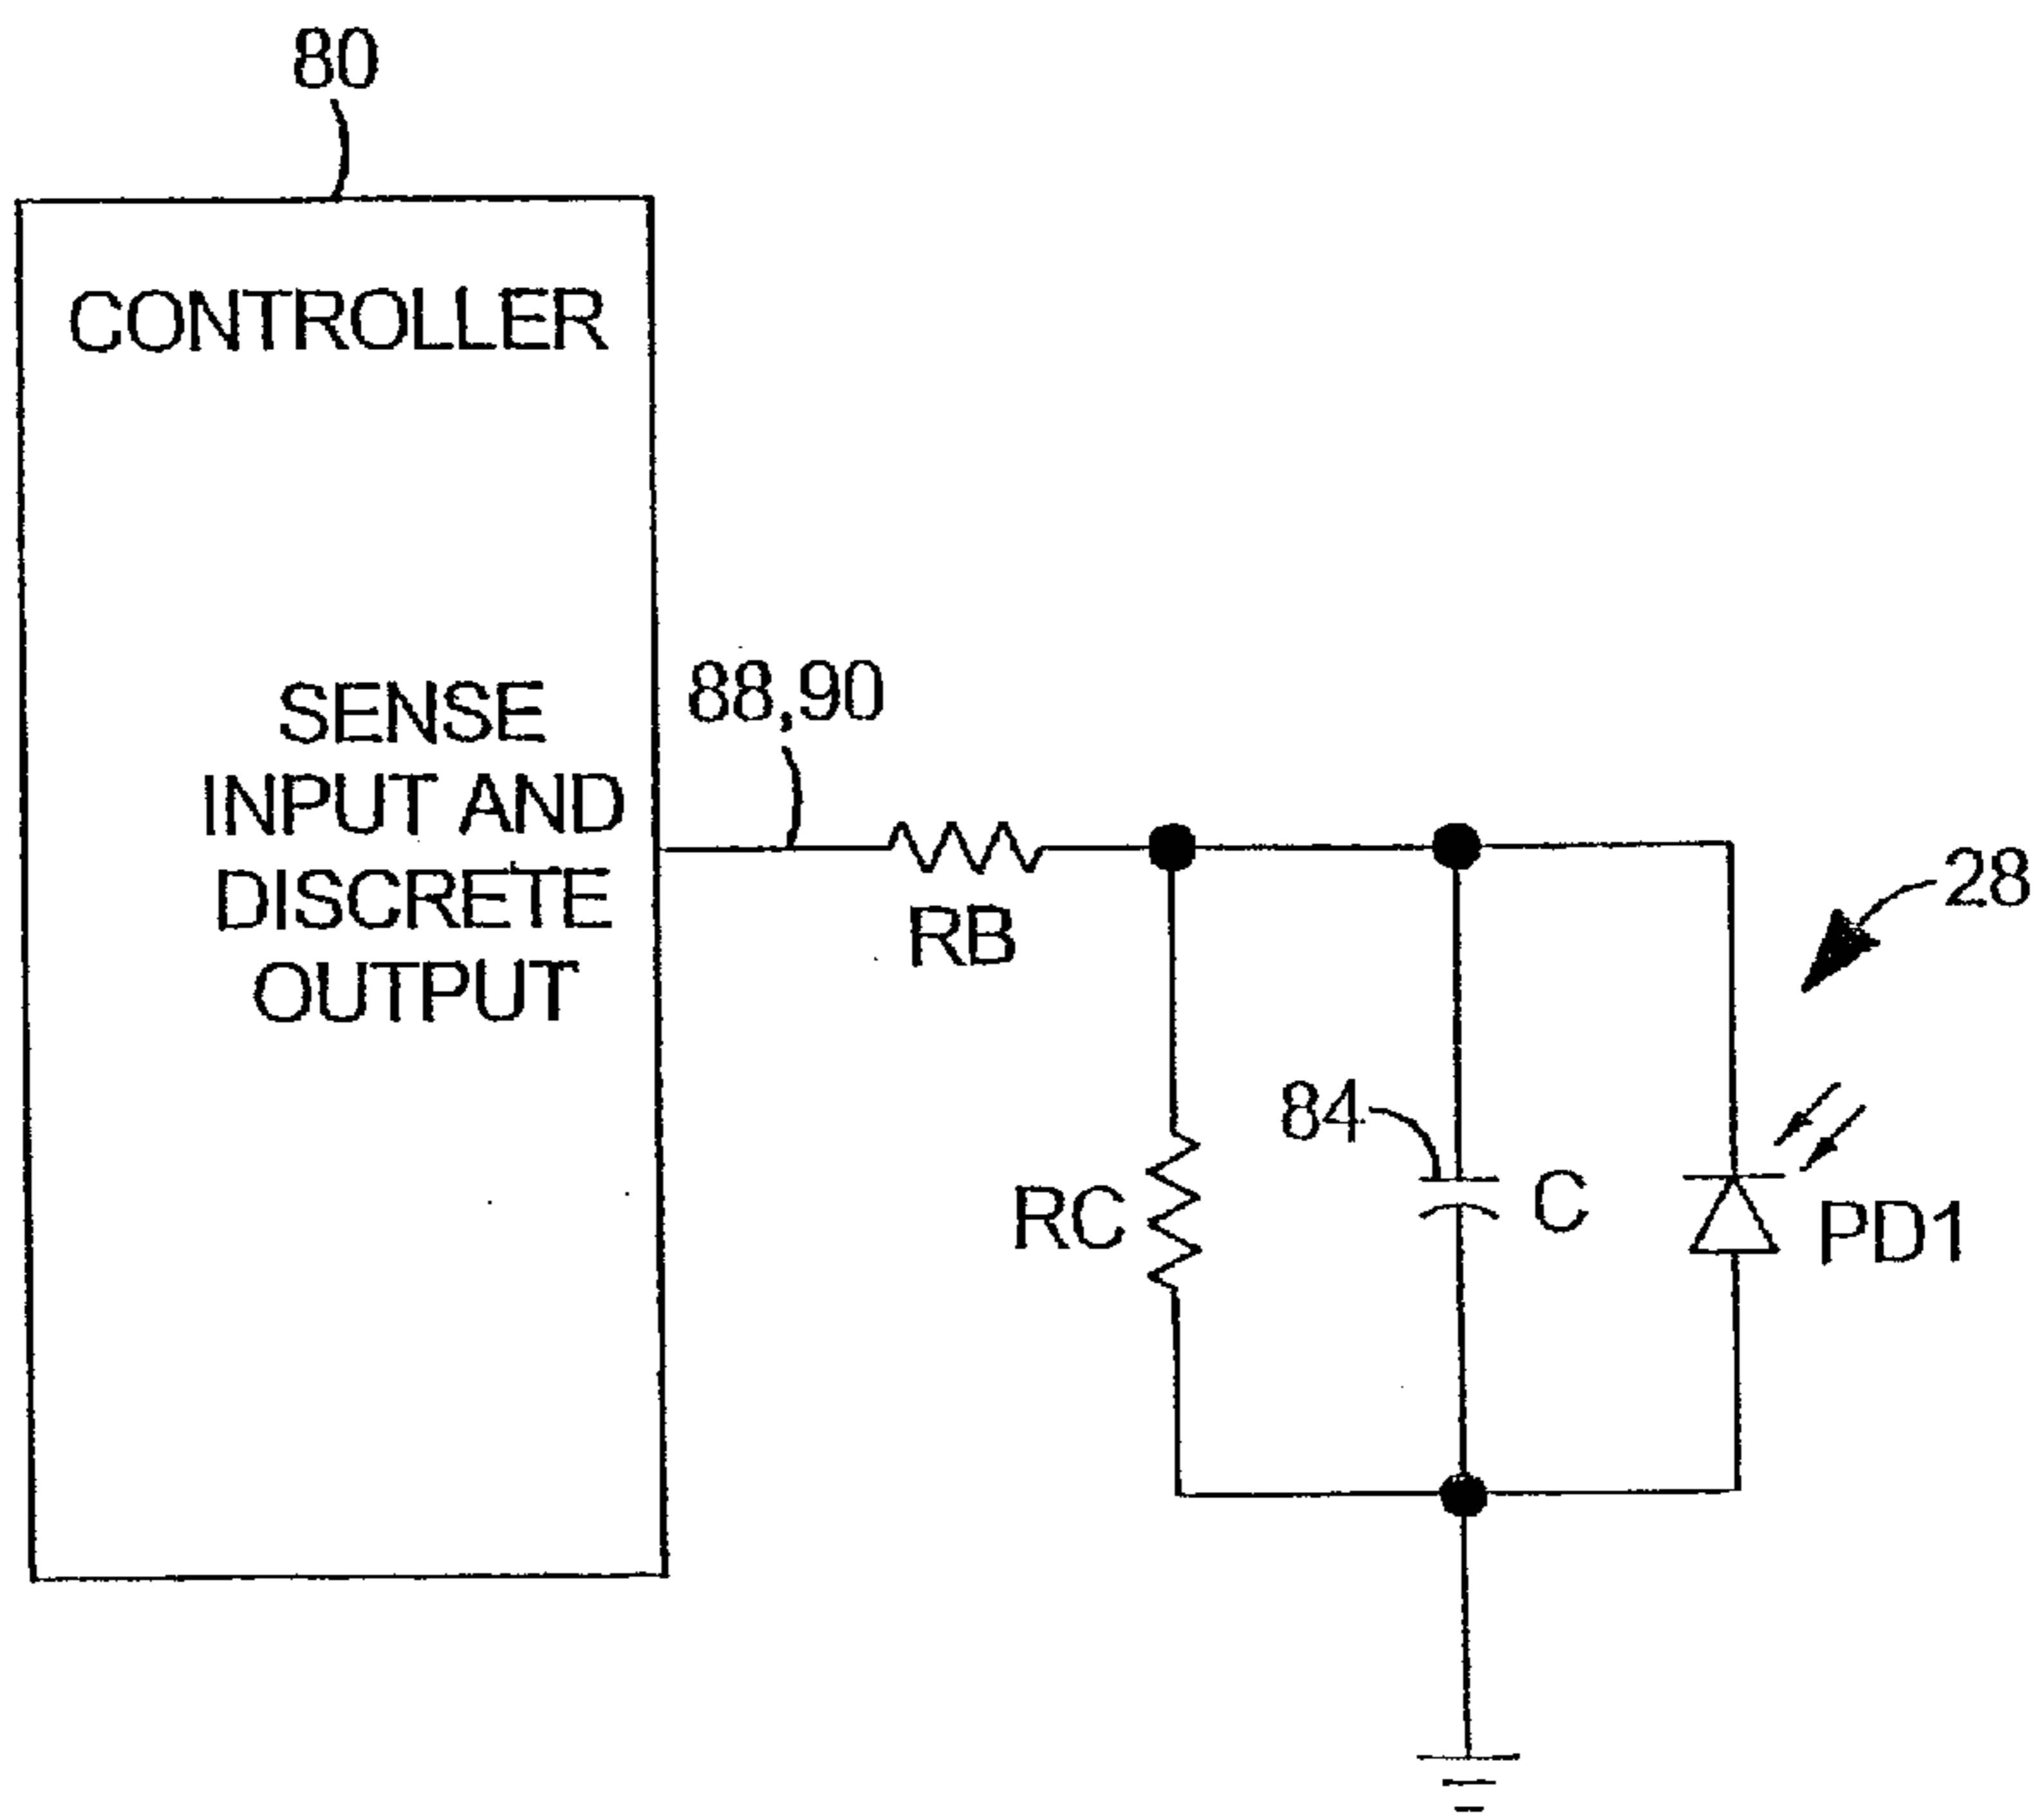 80
CONTROLLER
SENSE
INPUT AND
DISCRETE
OUTPUT
88,90
RB
28
84
RC
C
PD1